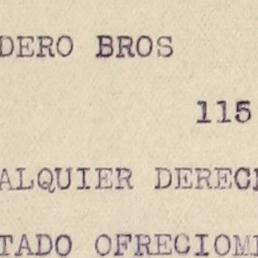 DERO BROS
115
ALQUIER DEREC
TADO OFRECIOM